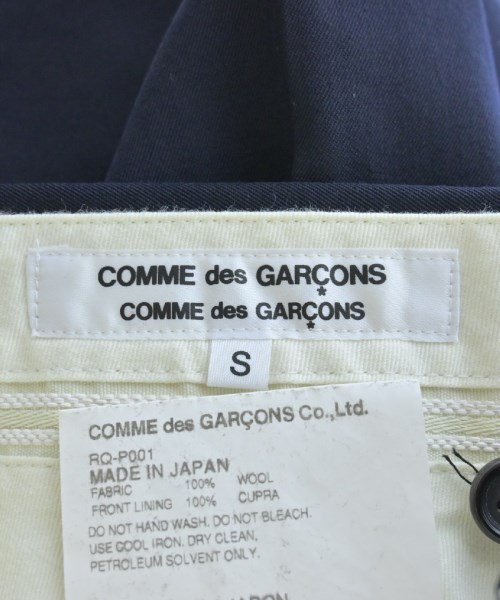 COMME des GARÇONS
COMME des GARÇONS
S
COMME des GARÇONS Co.,Ltd.
RQ-P001
MADE IN JAPAN
FABRIC 100% WOOL
FRONT LINING 100% CUPRA
DO NOT HAND WASH. DO NOT BLEACH.
USE COOL IRON. DRY CLEAN,
PETROLEUM SOLVENT ONLY.